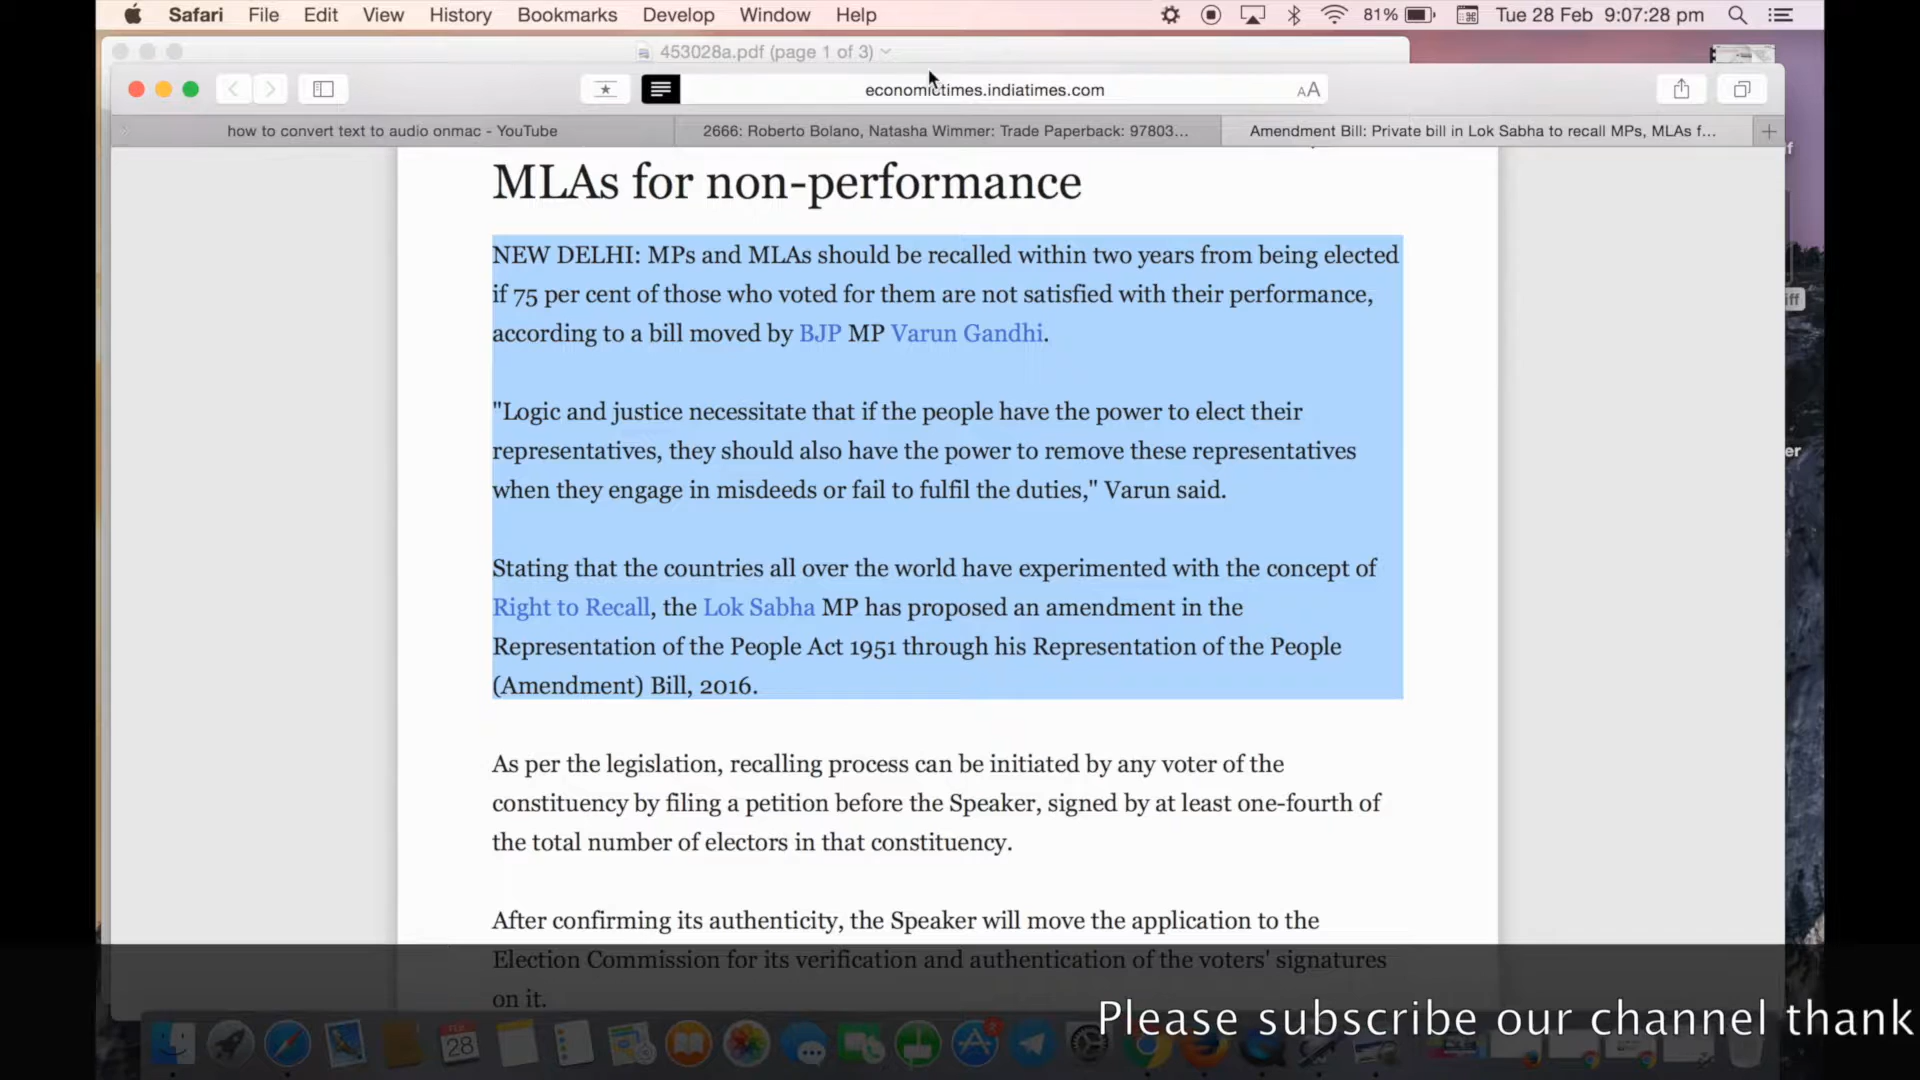 Safari File Edit View History Bookmarks Develop Window Help 81% Tue 28 Feb 9:07:28 pm
453028a.pdf (page 1 of 3)
economictimes.indiatimes.com AA
how to convert text to audio onmac - YouTube 2666: Roberto Bolano, Natasha Wimmer: Trade Paperback: 97803... Amendment Bill: Private bill in Lok Sabha to recall MPs, MLAs f... +
MLAs for non-performance
NEW DELHI: MPs and MLAs should be recalled within two years from being elected
if 75 per cent of those who voted for them are not satisfied with their performance,
according to a bill moved by BJP MP Varun Gandhi.
"Logic and justice necessitate that if the people have the power to elect their
representatives, they should also have the power to remove these representatives
when they engage in misdeeds or fail to fulfil the duties," Varun said.
Stating that the countries all over the world have experimented with the concept of
Right to Recall, the Lok Sabha MP has proposed an amendment in the
Representation of the People Act 1951 through his Representation of the People
(Amendment) Bill, 2016.
As per the legislation, recalling process can be initiated by any voter of the
constituency by filing a petition before the Speaker, signed by at least one-fourth of
the total number of electors in that constituency.
After confirming its authenticity, the Speaker will move the application to the
Election Commission for its verification and authentication of the voters' signatures
on it.
Please subscribe our channel thank
28